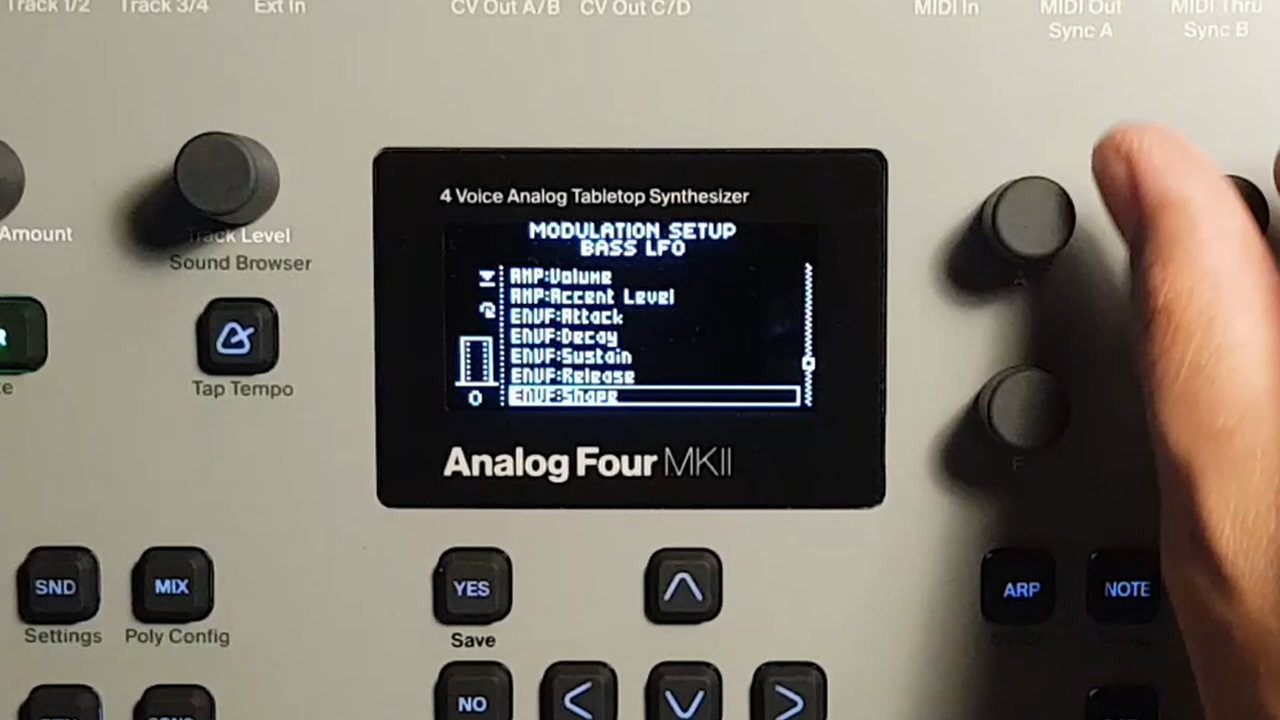 Track 1/2 Track 3/4 Ext In CV Out A/B CV Out C/D MIDI In MIDI Out MIDI Thru
Sync A Sync B
4 Voice Analog Tabletop Synthesizer
MODULATION SETUP
BASS LFO
AMP:Volume
AMP:Accent Level
ENVF:Attack
ENVF:Decay
ENVF:Sustain
ENVF:Release
ENVF:Shape
0
Amount
Track Level
Sound Browser
Tap Tempo
Analog Four MKII
A
F
SND MIX YES ARP NOTE
Settings Poly Config Save
NO